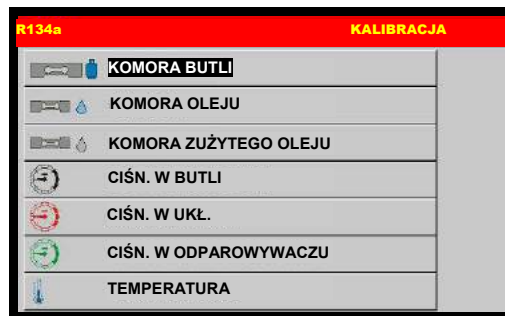 R134a KALIBRACJA
KOMORA BUTLI
KOMORA OLEJU
KOMORA ZUŻYTEGO OLEJU
CIŚN. W BUTLI
CIŚN. W UKŁ.
CIŚN. W ODPAROWYWACZU
TEMPERATURA